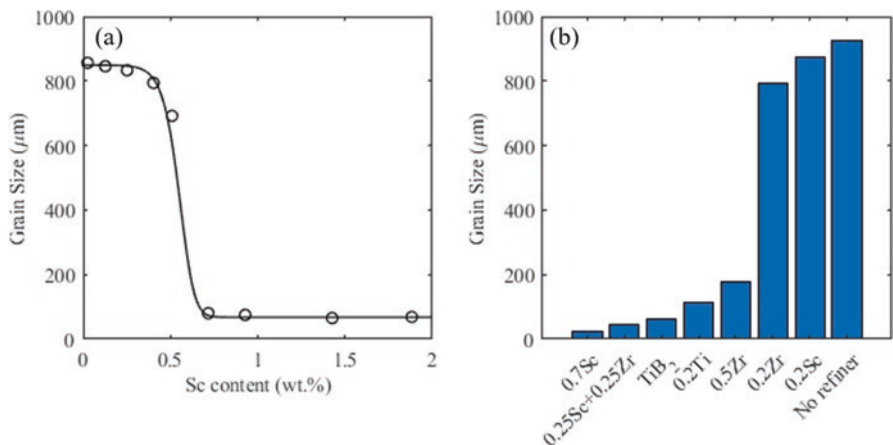 (a)
Grain Size (μm)
1000
800
600
400
200
0
0
0.5
1
1.5
2
Sc content (wt.%)
(b)
Grain Size (μm)
1000
800
600
400
200
0
0.7Sc
0.25Sc+0.25Zr
TiB2
0.2Ti
0.5Zr
0.2Zr
0.2Sc
No refiner